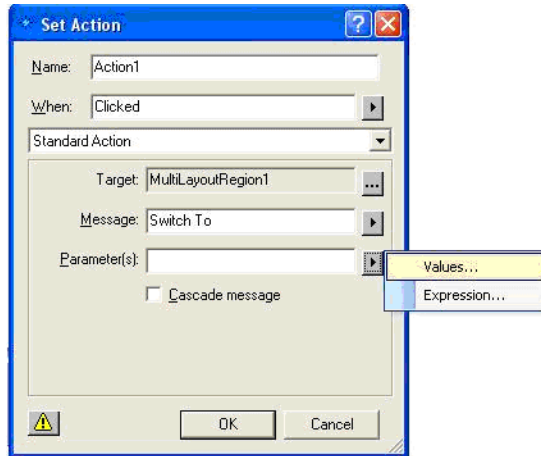 Set Action
Name: Action1
When: Clicked
Standard Action
Target: MultiLayoutRegion1 ...
Message: Switch To
Parameter(s):
Values...
Expression...
Cascade message
OK Cancel